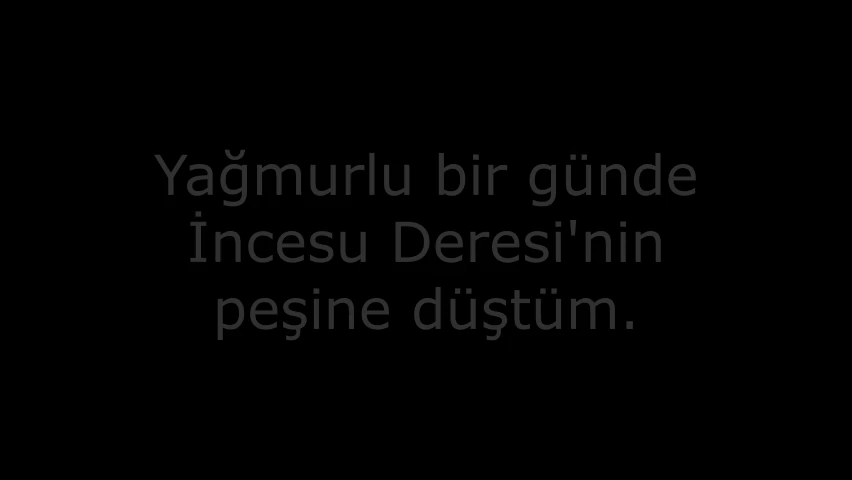 Yağmurlu bir günde
İncesu Deresi'nin
peşine düştüm.